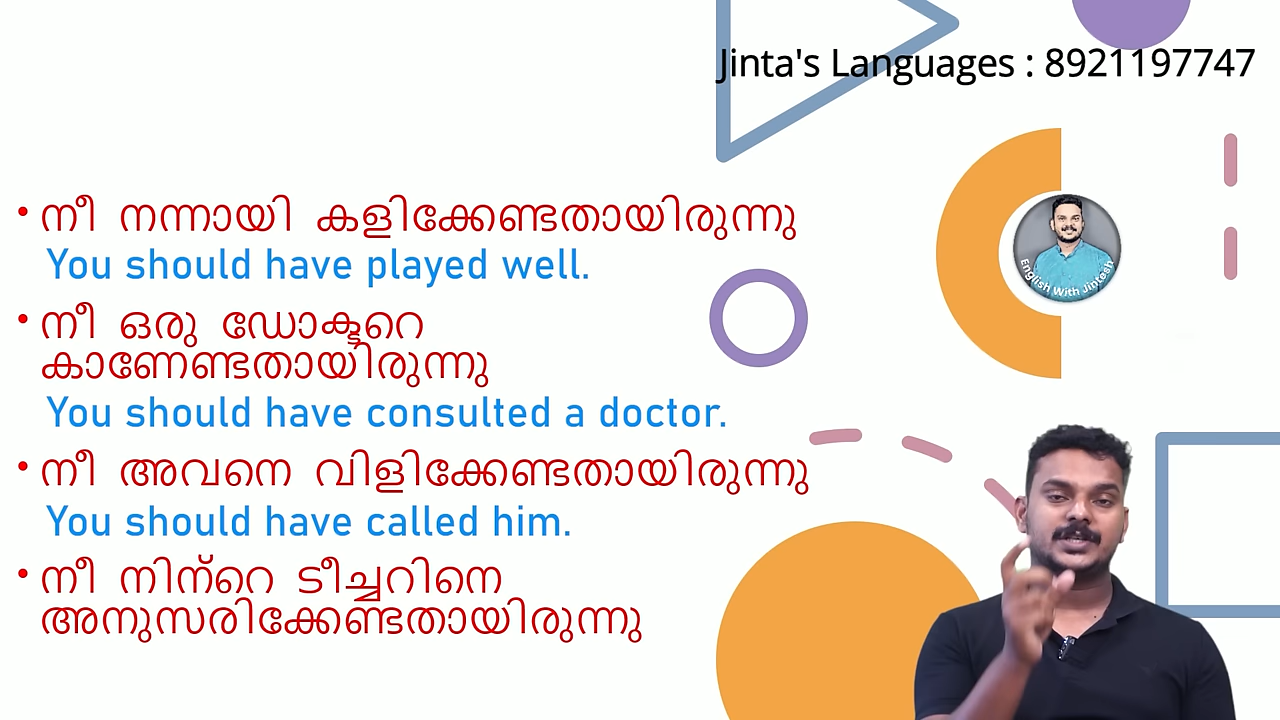 Jinta's Languages : 8921197747
• നീ നന്നായി കളിക്കേണ്ടതായിരുന്നു
You should have played well.
• നീ ഒരു ഡോക്ടറെ
കാണേണ്ടതായിരുന്നു
You should have consulted a doctor.
• നീ അവനെ വിളിക്കേണ്ടതായിരുന്നു
You should have called him.
• നീ നിന്റെ ടീച്ചറിനെ
അനുസരിക്കേണ്ടതായിരുന്നു
English With Jintesh